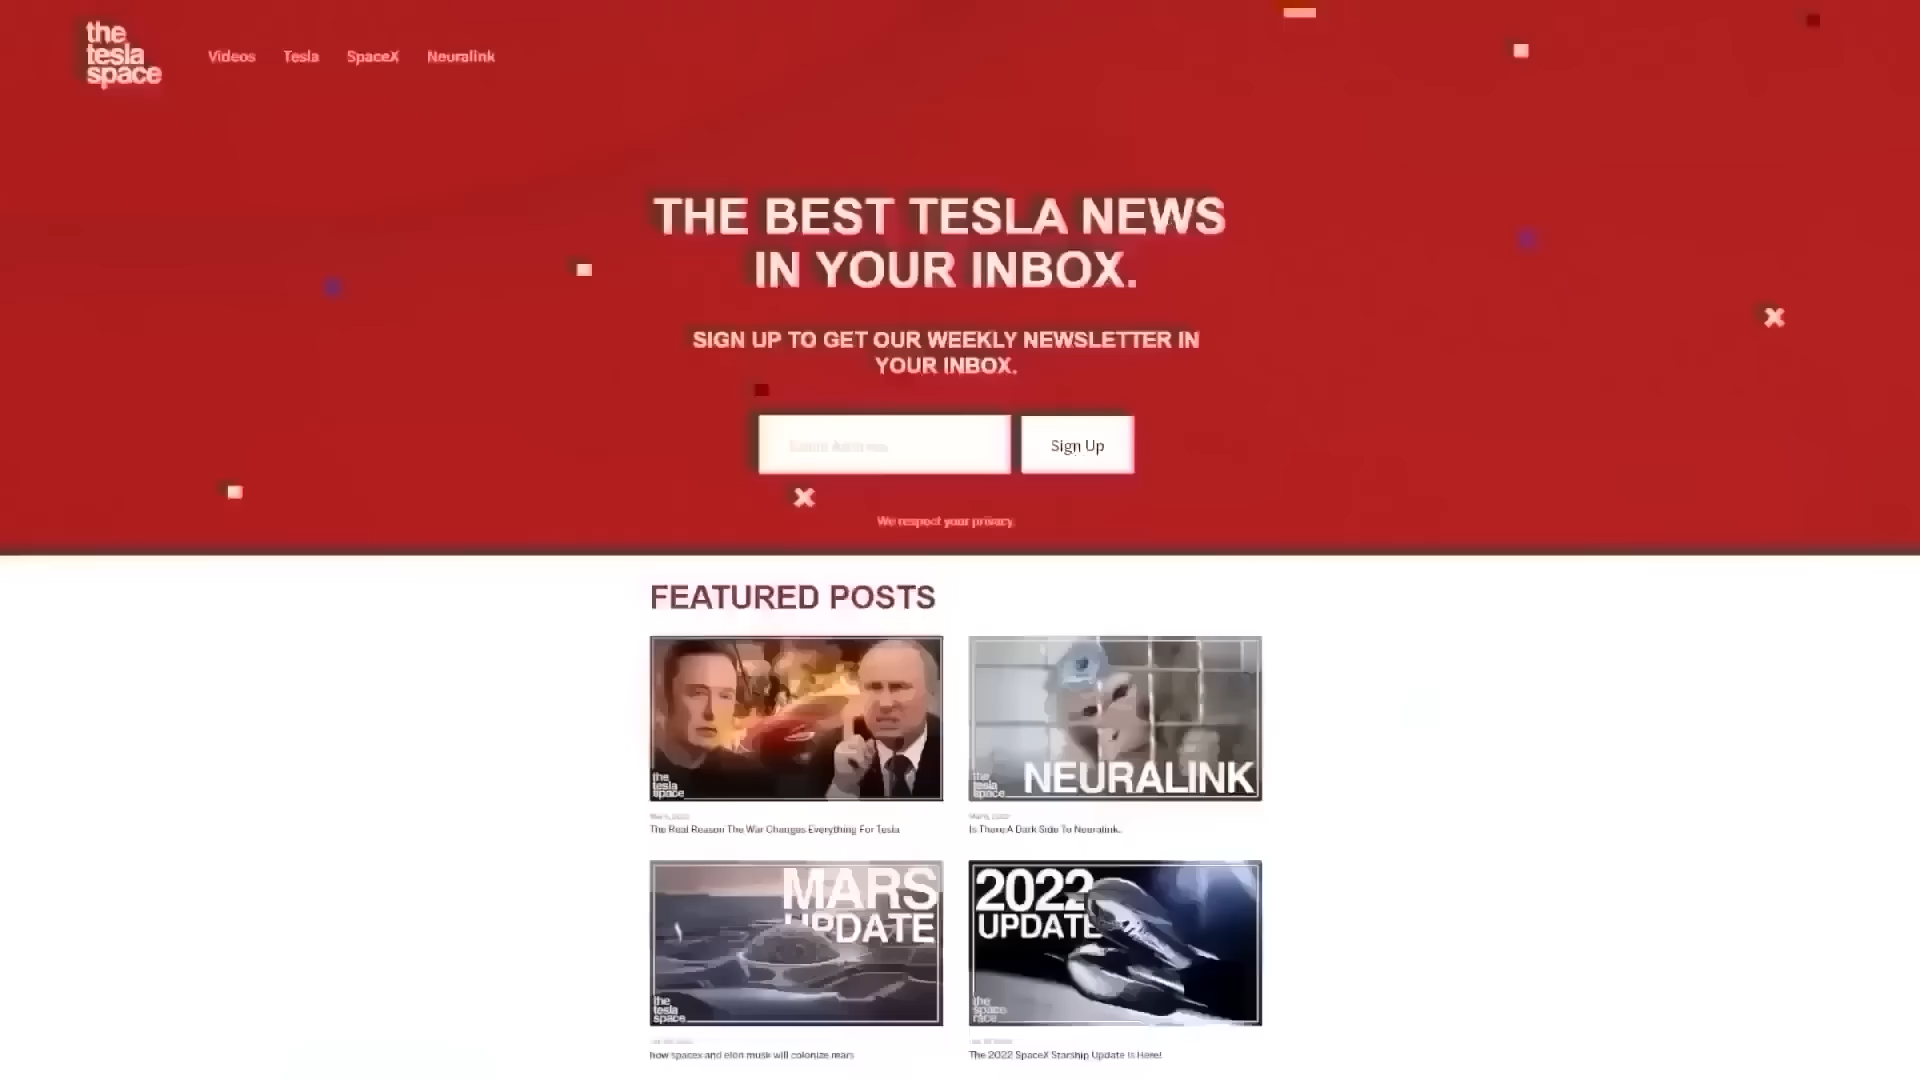 the
tesla
space
Videos Tesla SpaceX Neuralink
THE BEST TESLA NEWS
IN YOUR INBOX.
SIGN UP TO GET OUR WEEKLY NEWSLETTER IN
YOUR INBOX.
Email Address
Sign Up
We respect your privacy.
FEATURED POSTS
the
tesla
space
the
tesla
space
NEURALINK
The Real Reason The War Changes Everything For Tesla
Is There A Dark Side To Neuralink.
MARS
UPDATE
the
tesla
space
2022
UPDATE
the
space
race
how spacex and elon musk will colonize mars
The 2022 SpaceX Starship Update Is Here!